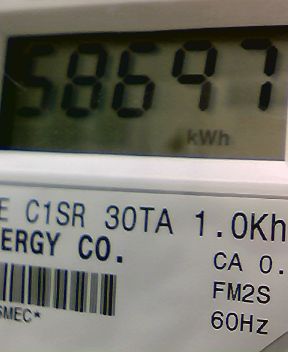 58697
kWh
E C1SR 30TA 1.0Kh
ERGY CO.
CA 0.
FM2S
SMEC*
60Hz